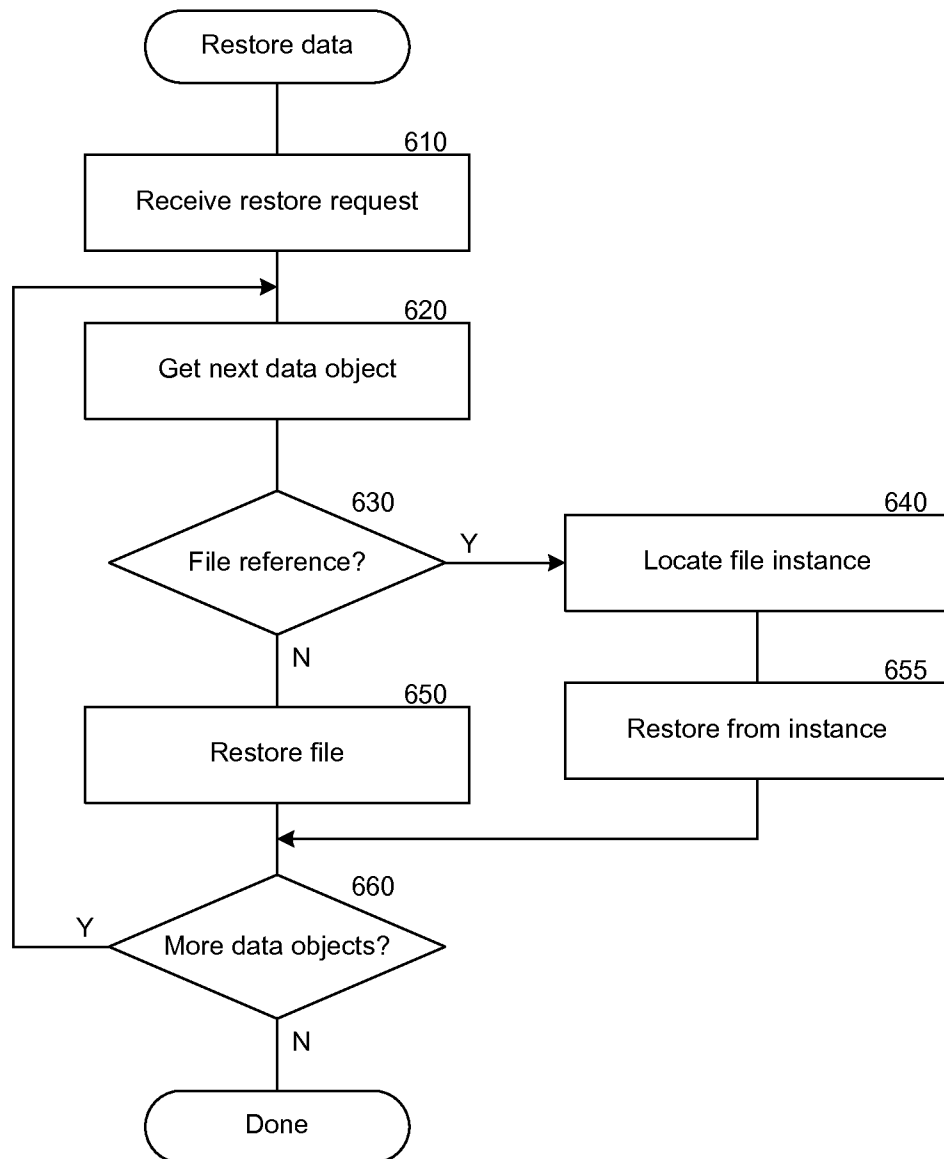 Restore data
610
Receive restore request
620
Get next data object
630
File reference?
Y
640
Locate file instance
N
650
Restore file
655
Restore from instance
660
More data objects?
Y
N
Done